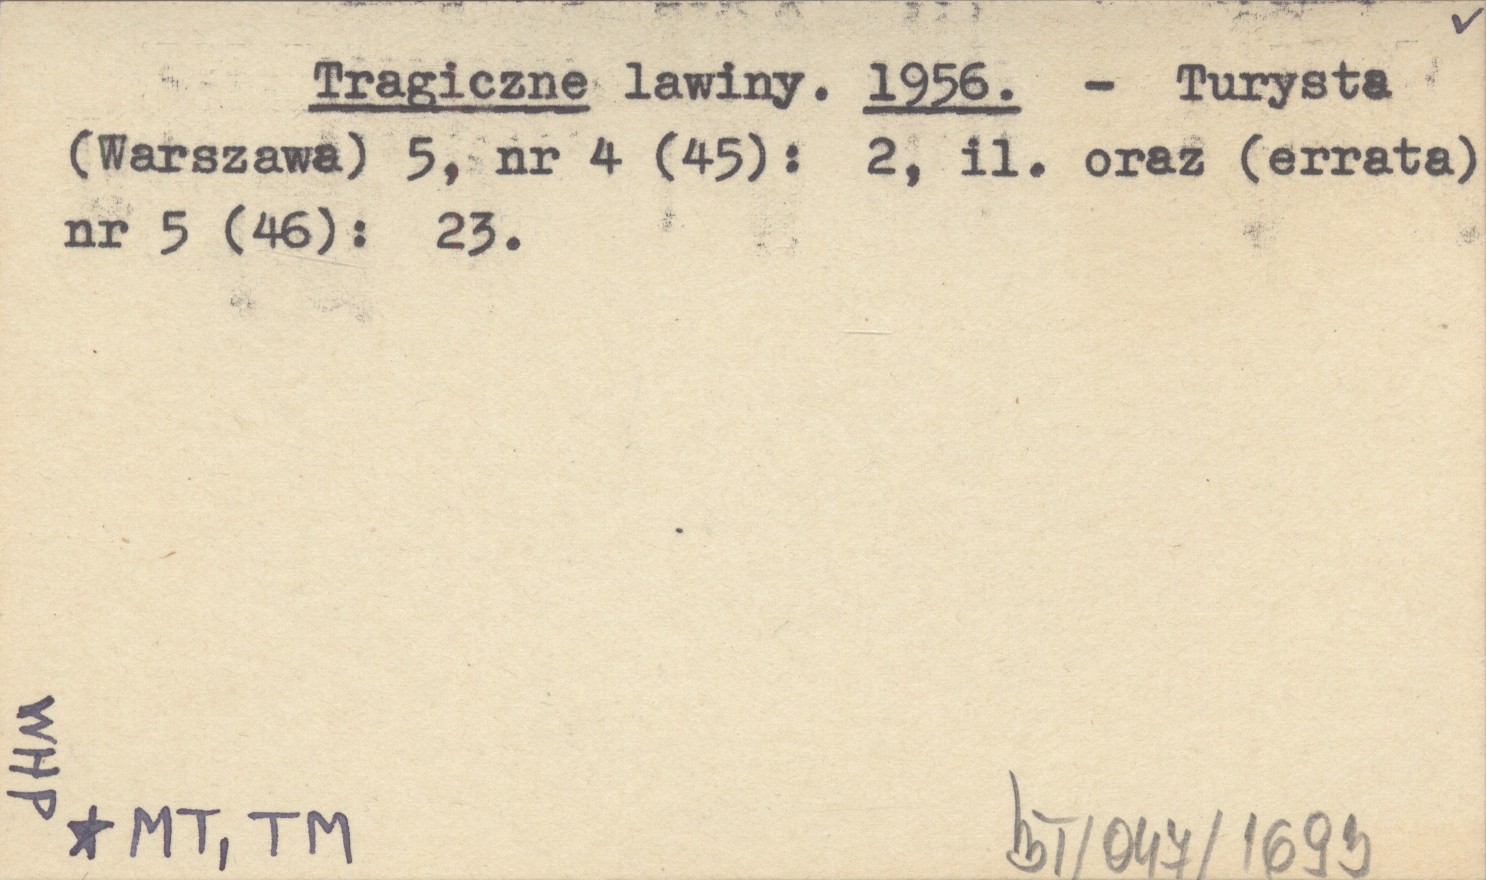 Tragiczne lawiny. 1956. - Turysta
(Warszawa) 5, nr 4 (45): 2, il. oraz (errata)
nr 5 (46): 23.
WHP
★ MT, TM
bT/047/1693